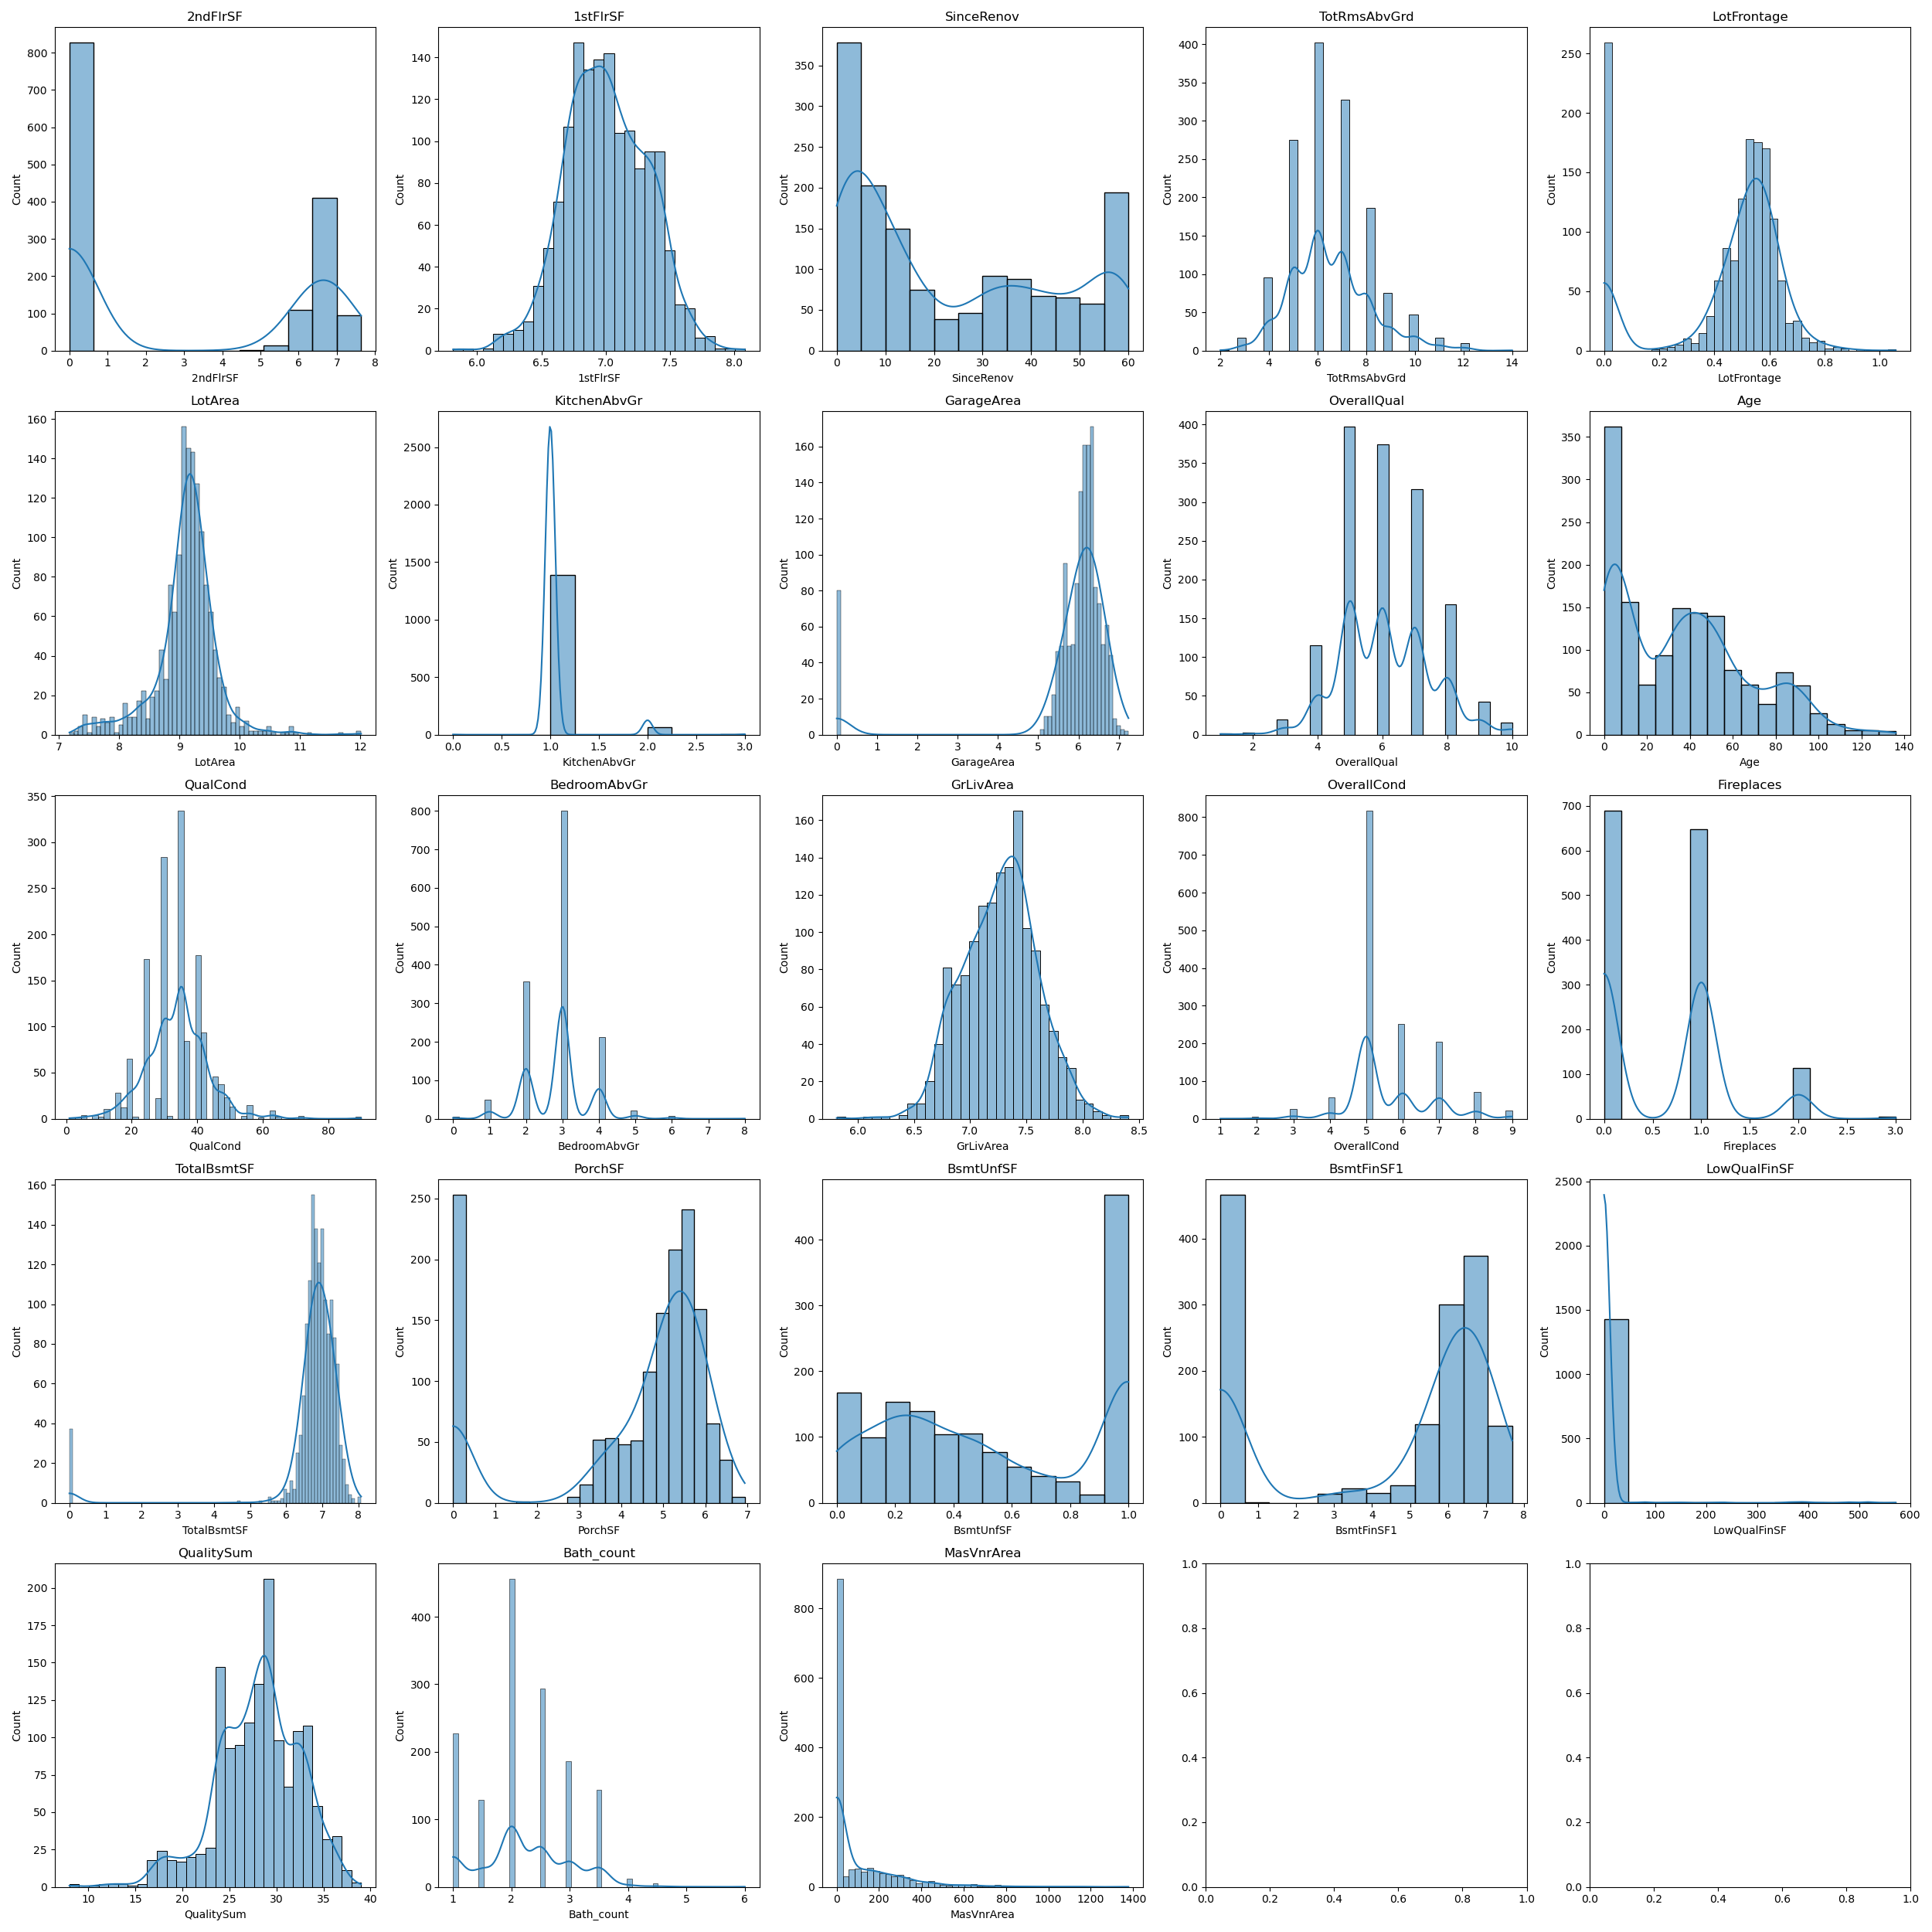 2ndFlrSF
800
700
600
500
400
300
200
100
0
Count
0 1 2 3 4 5 6 7 8
2ndFlrSF
1stFlrSF
140
120
100
80
60
40
20
0
Count
6.0 6.5 7.0 7.5 8.0
1stFlrSF
SinceRenov
350
300
250
200
150
100
50
0
Count
0 10 20 30 40 50 60
SinceRenov
TotRmsAbvGrd
400
350
300
250
200
150
100
50
0
Count
2 4 6 8 10 12 14
TotRmsAbvGrd
LotFrontage
250
200
150
100
50
0
Count
0.0 0.2 0.4 0.6 0.8 1.0
LotFrontage
LotArea
160
140
120
100
80
60
40
20
0
Count
7 8 9 10 11 12
LotArea
KitchenAbvGr
2500
2000
1500
1000
500
0
Count
0.0 0.5 1.0 1.5 2.0 2.5 3.0
KitchenAbvGr
GarageArea
160
140
120
100
80
60
40
20
0
Count
0 1 2 3 4 5 6 7
GarageArea
OverallQual
400
350
300
250
200
150
100
50
0
Count
2 4 6 8 10
OverallQual
Age
350
300
250
200
150
100
50
0
Count
0 20 40 60 80 100 120 140
Age
QualCond
350
300
250
200
150
100
50
0
Count
0 20 40 60 80
QualCond
BedroomAbvGr
800
700
600
500
400
300
200
100
0
Count
0 1 2 3 4 5 6 7 8
BedroomAbvGr
GrLivArea
160
140
120
100
80
60
40
20
0
Count
6.0 6.5 7.0 7.5 8.0 8.5
GrLivArea
OverallCond
800
700
600
500
400
300
200
100
0
Count
1 2 3 4 5 6 7 8 9
OverallCond
Fireplaces
700
600
500
400
300
200
100
0
Count
0.0 0.5 1.0 1.5 2.0 2.5 3.0
Fireplaces
TotalBsmtSF
160
140
120
100
80
60
40
20
0
Count
0 1 2 3 4 5 6 7 8
TotalBsmtSF
PorchSF
250
200
150
100
50
0
Count
0 1 2 3 4 5 6 7
PorchSF
BsmtUnfSF
400
300
200
100
0
Count
0.0 0.2 0.4 0.6 0.8 1.0
BsmtUnfSF
BsmtFinSF1
400
300
200
100
0
Count
0 1 2 3 4 5 6 7 8
BsmtFinSF1
LowQualFinSF
2500
2000
1500
1000
500
0
Count
0 100 200 300 400 500 600
LowQualFinSF
QualitySum
200
175
150
125
100
75
50
25
0
Count
10 15 20 25 30 35 40
QualitySum
Bath_count
400
300
200
100
0
Count
1 2 3 4 5 6
Bath_count
MasVnrArea
800
600
400
200
0
Count
0 200 400 600 800 1000 1200 1400
MasVnrArea
1.0
0.8
0.6
0.4
0.2
0.0
0.0 0.2 0.4 0.6 0.8 1.0
1.0
0.8
0.6
0.4
0.2
0.0
0.0 0.2 0.4 0.6 0.8 1.0